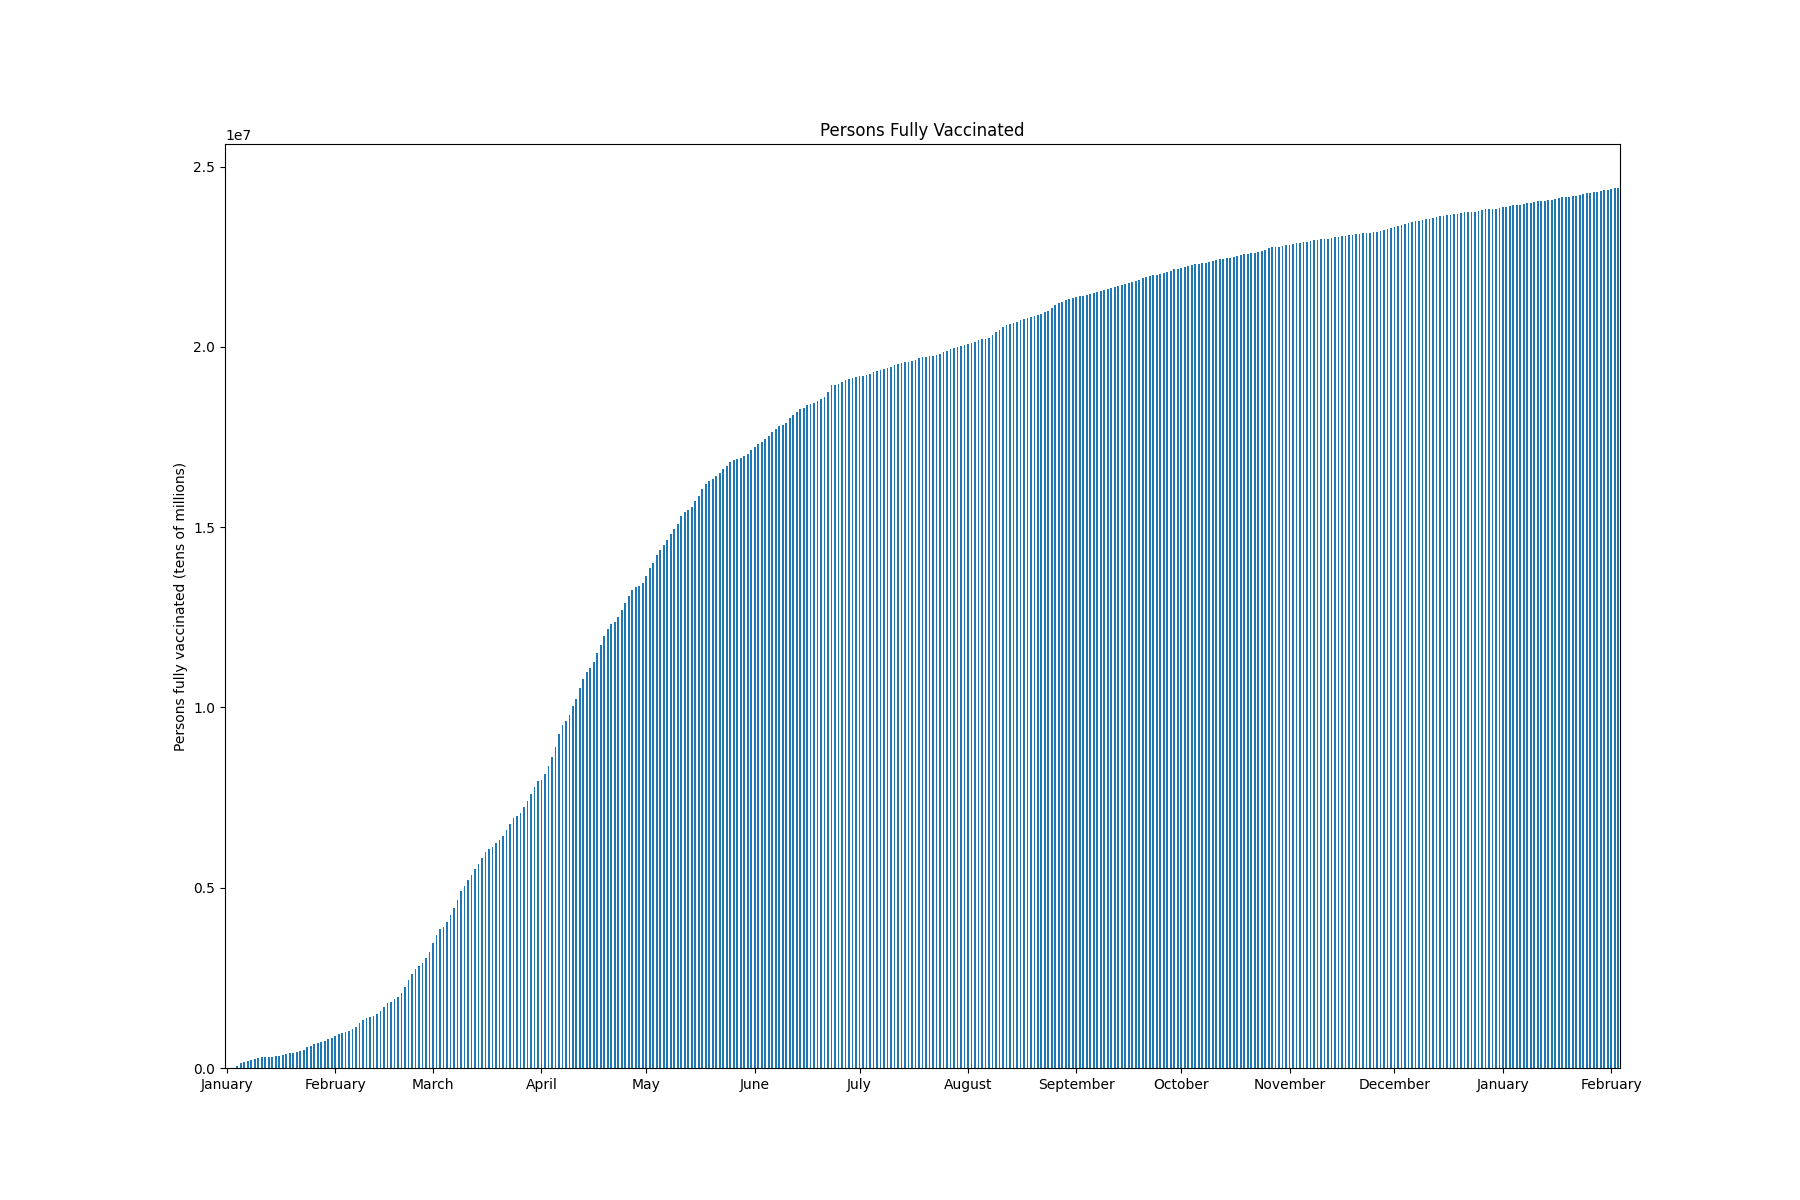 Persons Fully Vaccinated
1e7
2.5
2.0
1.5
1.0
0.5
0.0
Persons fully vaccinated (tens of millions)
January February March April May June July August September October November December January February